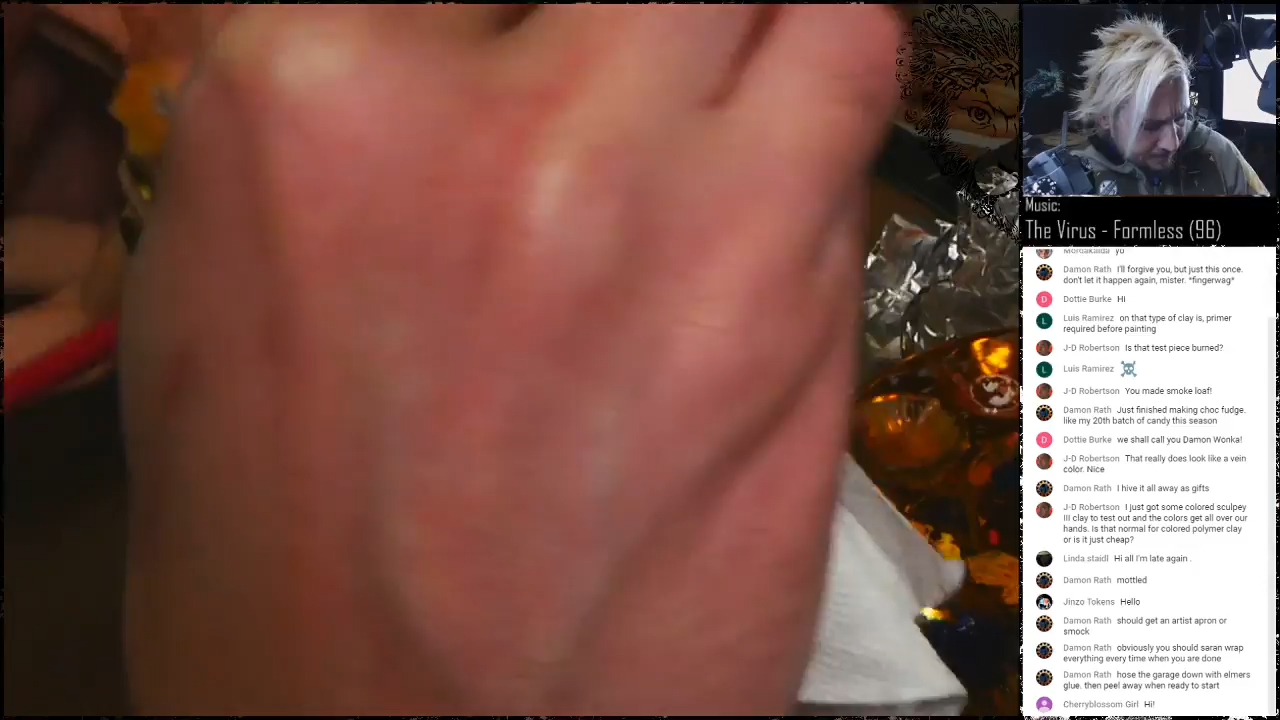 Music:
The Virus - Formless (96)
yo
Damon Rath I'll forgive you, but just this once.
don't let it happen again, mister. *fingerwag*
Dottie Burke Hi
Luis Ramirez on that type of clay is, primer
required before painting
J-D Robertson Is that test piece burned?
Luis Ramirez
J-D Robertson You made smoke loaf!
Damon Rath Just finished making choc fudge.
like my 20th batch of candy this season
D
Dottie Burke we shall call you Damon Wonka!
J-D Robertson That really does look like a vein
color. Nice
Damon Rath I hive it all away as gifts
J-D Robertson I just got some colored sculpey
III clay to test out and the colors get all over our
hands. Is that normal for colored polymer clay
or is it just cheap?
Linda staidl Hi all I'm late again .
Damon Rath mottled
Jinzo Tokens Hello
Damon Rath should get an artist apron or
smock
Damon Rath obviously you should saran wrap
everything every time when you are done
Damon Rath hose the garage down with elmers
glue. then peel away when ready to start
Cherryblossom Girl Hi!